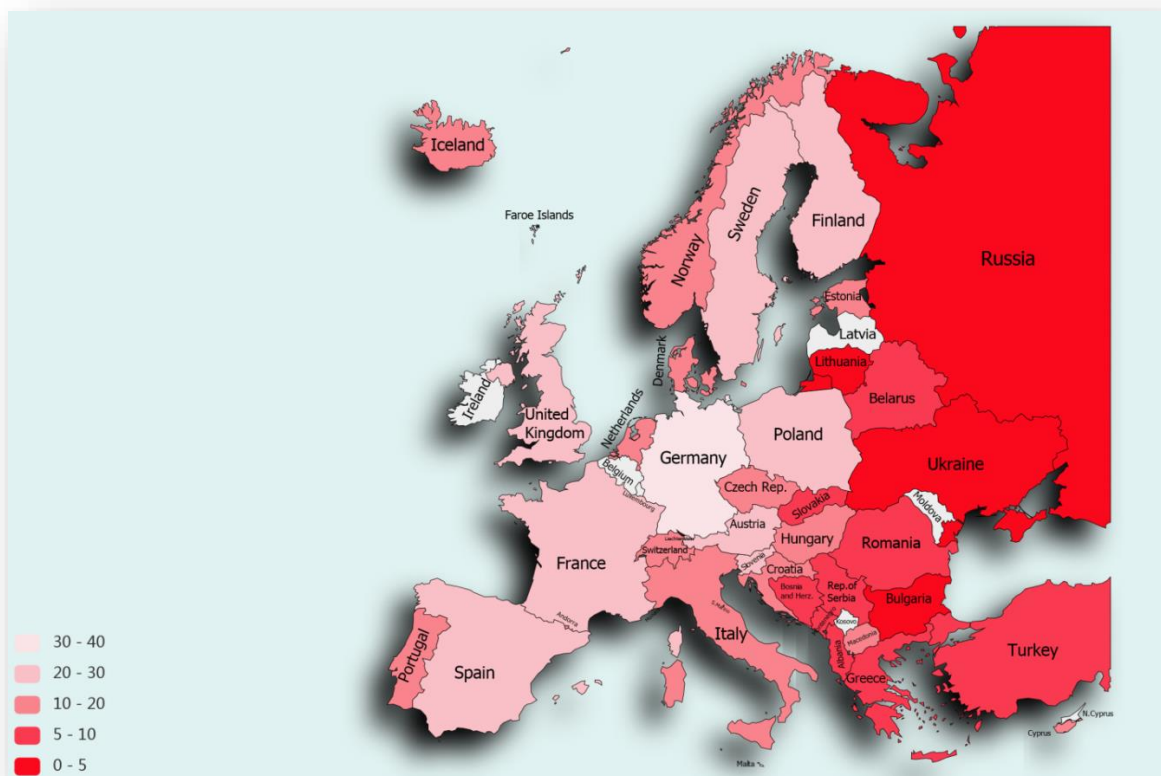 Iceland
Faroe Islands
Norway
Sweden
Finland
Russia
Estonia
Latvia
Lithuania
Denmark
Belarus
Ireland
United
Kingdom
Netherlands
Belgium
Luxembourg
Germany
Poland
Ukraine
Czech Rep.
Slovakia
Moldova
Austria
Liechtenstein
Switzerland
Hungary
Romania
France
Slovenia
Croatia
Bosnia
and Herz.
Rep.of
Serbia
Bulgaria
Kosovo
Macedonia
Albania
Andorra
Portugal
Spain
Italy
Greece
Turkey
N.Cyprus
Cyprus
Malta
30 - 40
20 - 30
10 - 20
5 - 10
0 - 5